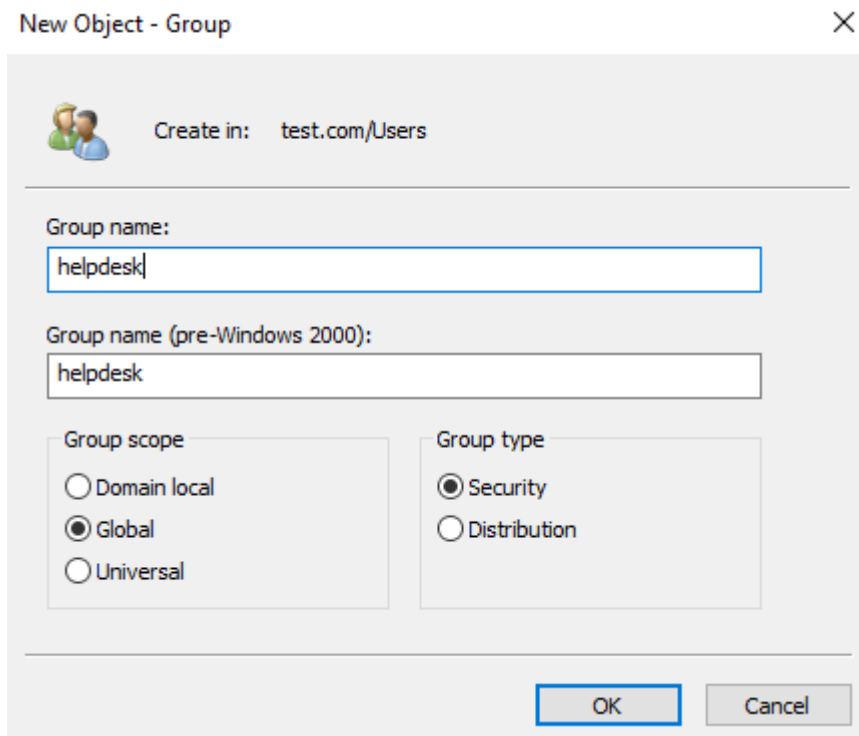 New Object - Group
Create in: test.com/Users
Group name:
helpdesk
Group name (pre-Windows 2000):
helpdesk
Group scope
Domain local
Global
Universal
Group type
Security
Distribution
OK
Cancel